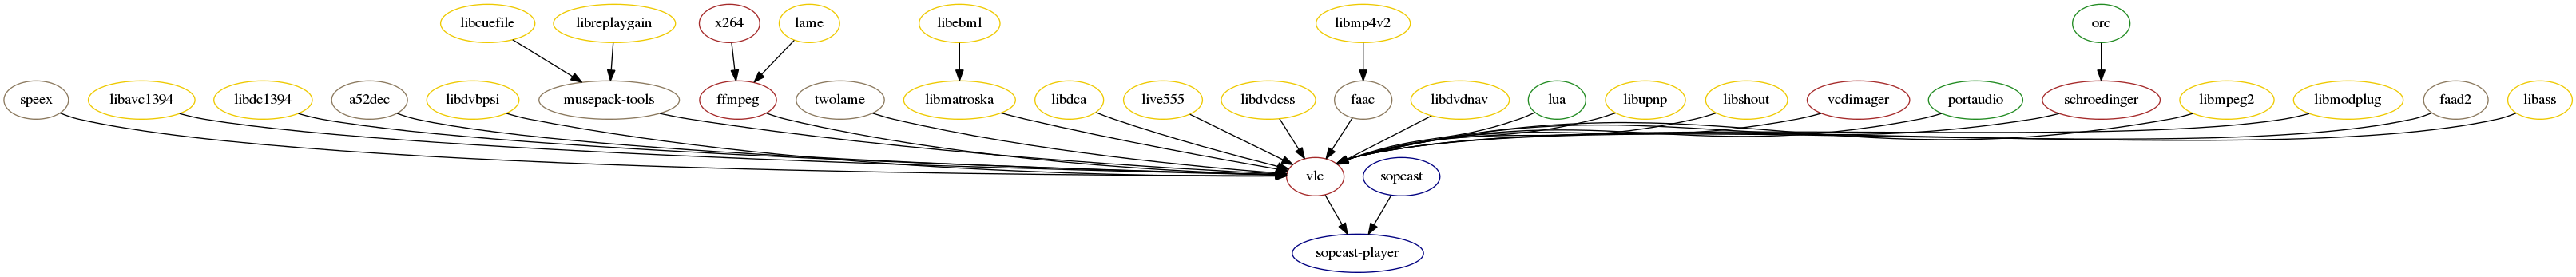 libcuefile
libreplaygain
x264
lame
libebml
libmp4v2
orc
speex
libavc1394
libdc1394
a52dec
libdvbpsi
musepack-tools
ffmpeg
twolame
libmatroska
libdca
live555
libdvdcss
faac
libdvdnav
lua
libupnp
libshout
vcdimager
portaudio
schroedinger
libmpeg2
libmodplug
faad2
libass
vlc
sopcast
sopcast-player